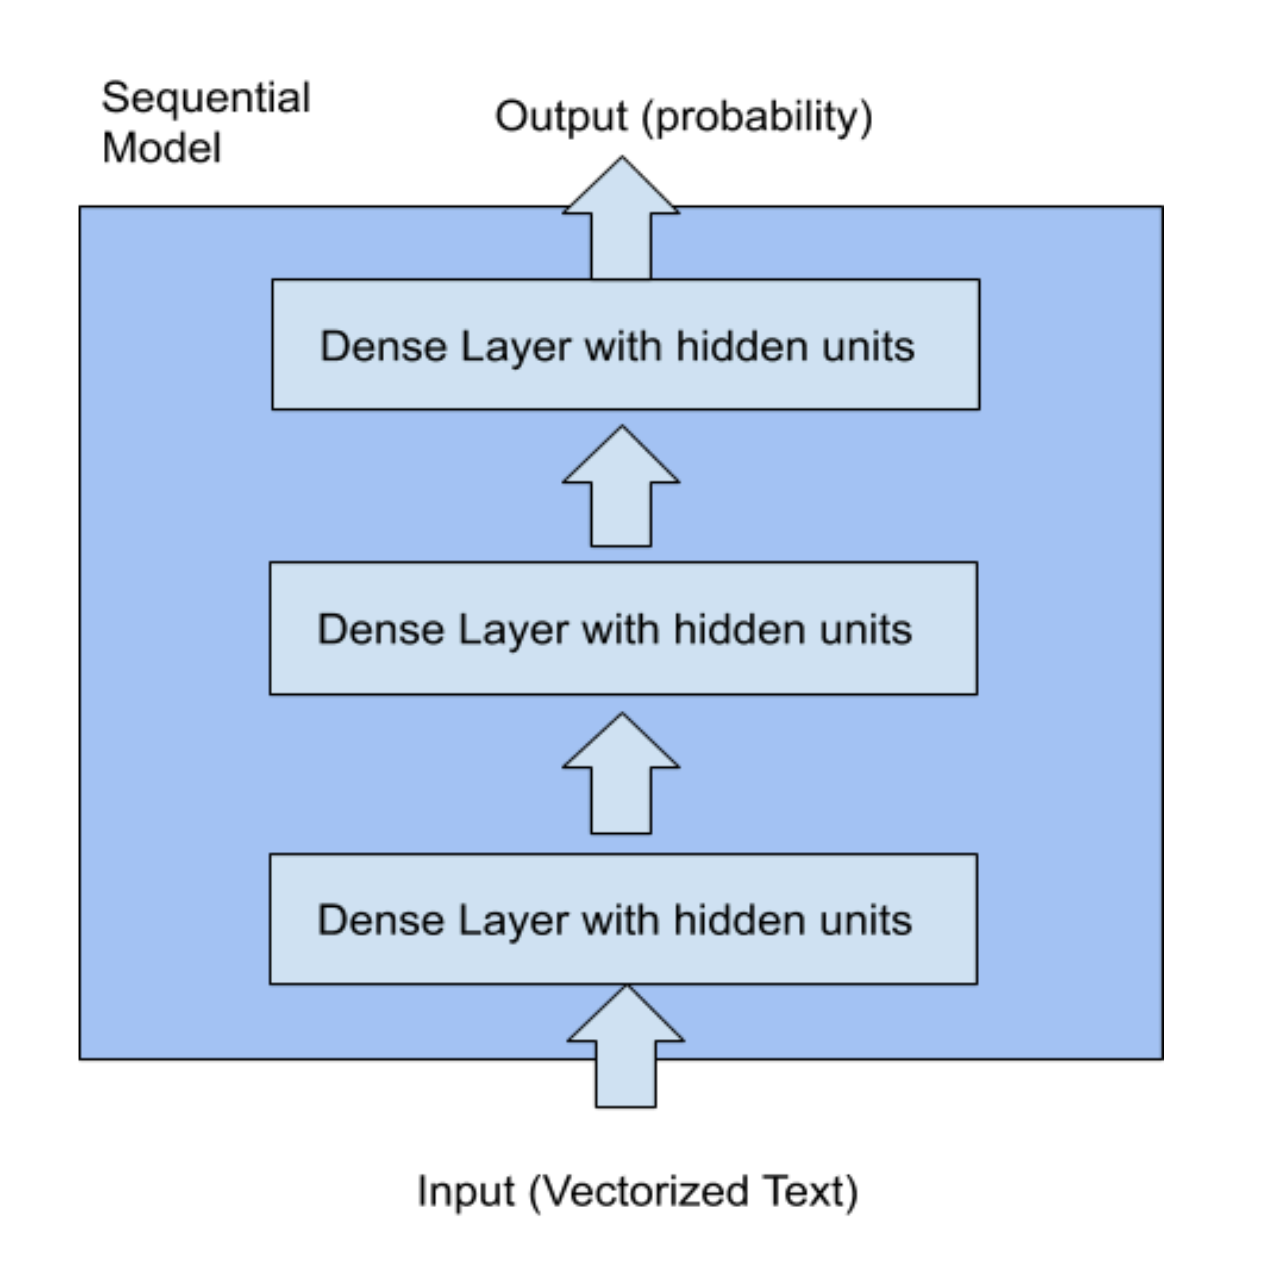 Sequential
Model
Output (probability)
Dense Layer with hidden units
Dense Layer with hidden units
Dense Layer with hidden units
Input (Vectorized Text)